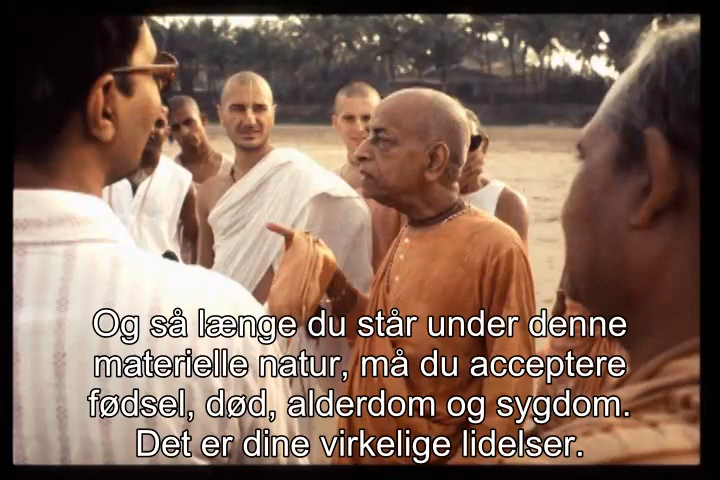 Og så længe du står under denne
materielle natur, må du acceptere
fødsel, død, alderdom og sygdom.
Det er dine virkelige lidelser.